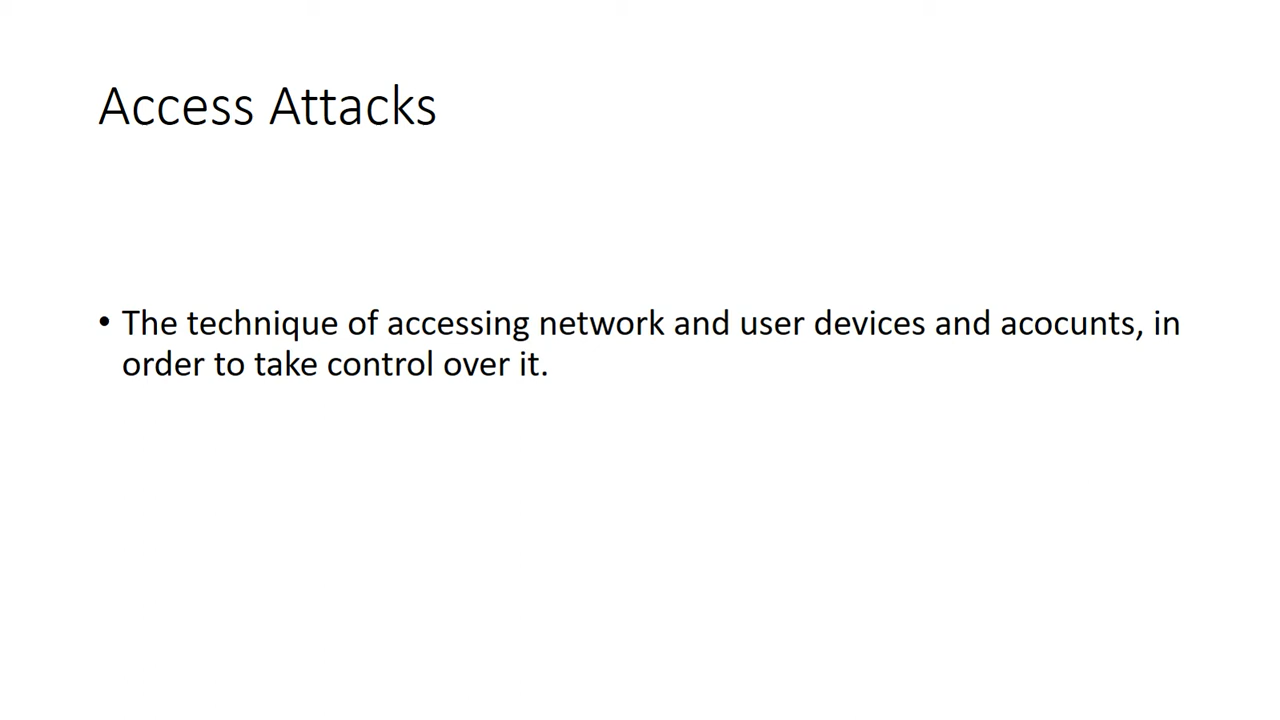 Access Attacks
• The technique of accessing network and user devices and acocunts, in
order to take control over it.